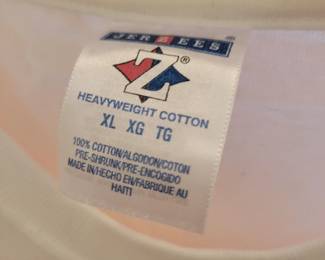 JERZEES
Z®
HEAVYWEIGHT COTTON
XL XG TG
100% COTTON/ALGODON/COTON
PRE-SHRUNK/PRE-ENCOGIDO
MADE IN/HECHO EN/FABRIQUE AU
HAITI